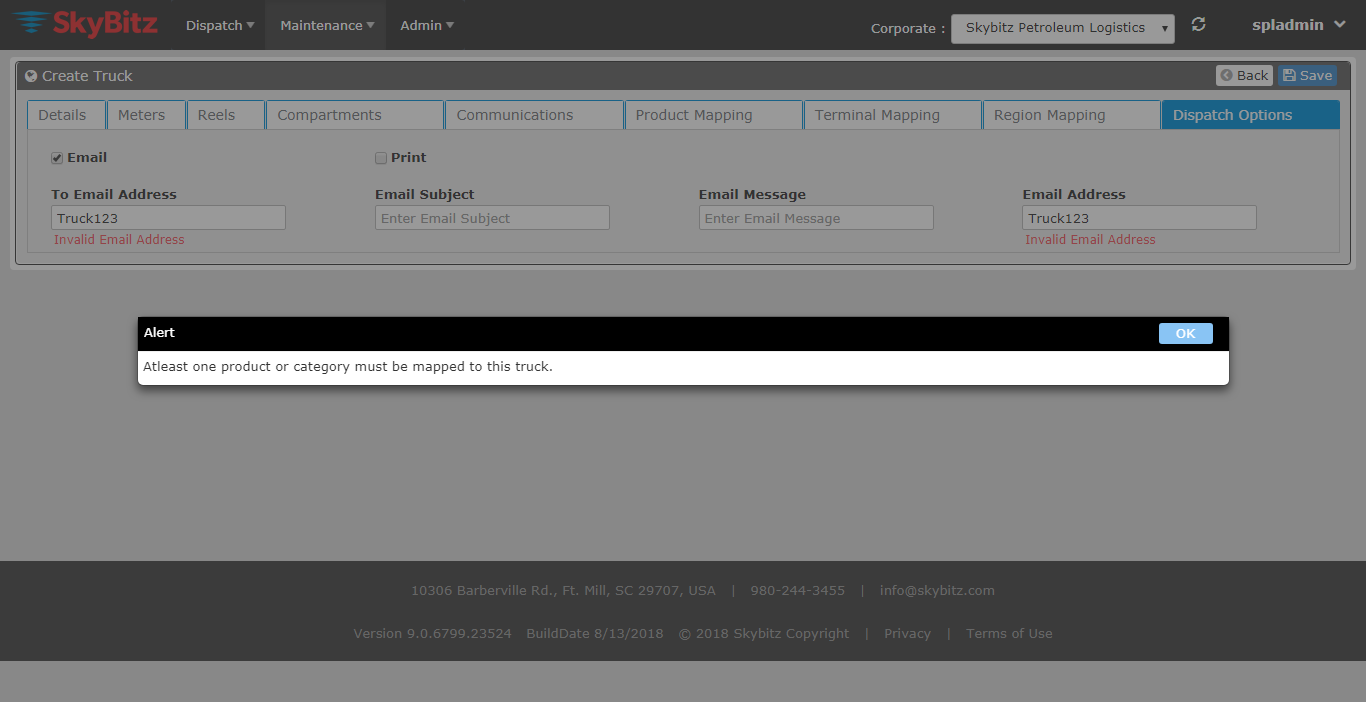 SkyBitz Dispatch Maintenance Admin Corporate : Skybitz Petroleum Logistics spladmin
Create Truck Back Save
Details Meters Reels Compartments Communications Product Mapping Terminal Mapping Region Mapping Dispatch Options
Email Print
To Email Address Email Subject Email Message Email Address
Truck123 Enter Email Subject Enter Email Message Truck123
Invalid Email Address Invalid Email Address
Alert OK
Atleast one product or category must be mapped to this truck.
10306 Barberville Rd., Ft. Mill, SC 29707, USA | 980-244-3455 | info@skybitz.com
Version 9.0.6799.23524 BuildDate 8/13/2018 © 2018 Skybitz Copyright | Privacy | Terms of Use